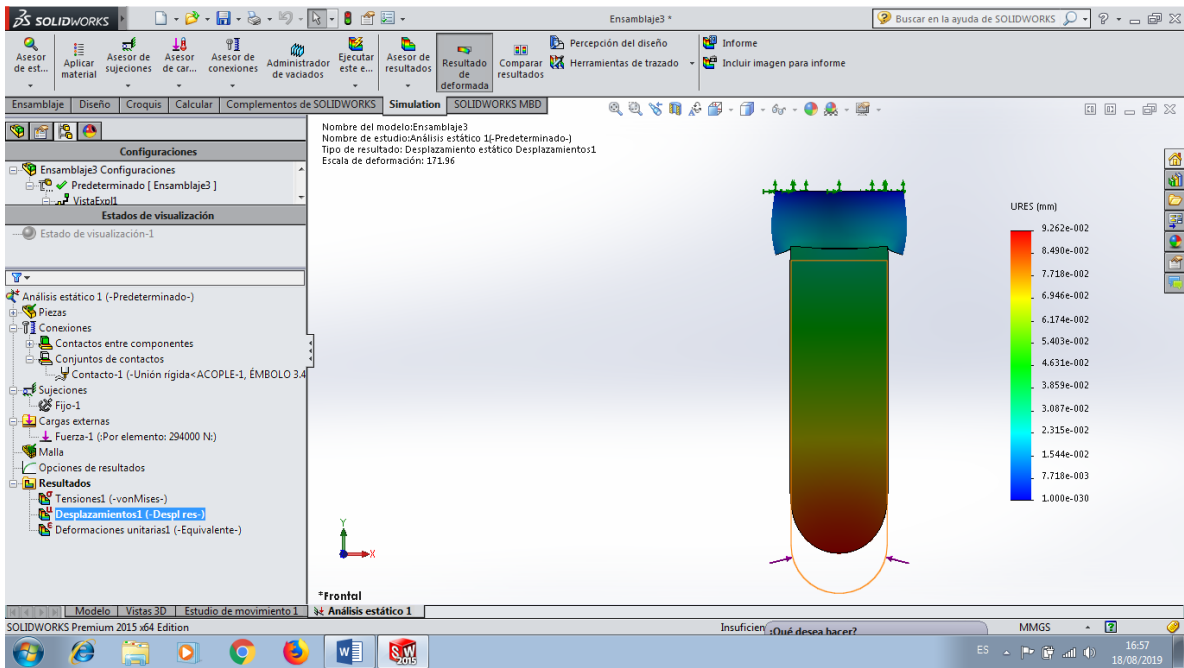 SOLIDWORKS
Ensamblaje3 *
Buscar en la ayuda de SOLIDWORKS
?
Asesor de est...
Aplicar material
Asesor de sujeciones
Asesor de car...
Asesor de conexiones
Administrador de vaciados
Ejecutar este e...
Asesor de resultados
Resultado de deformada
Comparar resultados
Percepción del diseño
Herramientas de trazado
Informe
Incluir imagen para informe
Ensamblaje
Diseño
Croquis
Calcular
Complementos de SOLIDWORKS
Simulation
SOLIDWORKS MBD
Configuraciones
Ensamblaje3 Configuraciones
Predeterminado [ Ensamblaje3 ]
VistaExpl1
Estados de visualización
Estado de visualización-1
Análisis estático 1 (-Predeterminado-)
Piezas
Conexiones
Contactos entre componentes
Conjuntos de contactos
Contacto-1 (-Unión rígida<ACOPLE-1, ÉMBOLO 3.4
Sujeciones
Fijo-1
Cargas externas
Fuerza-1 (:Por elemento: 294000 N:)
Malla
Opciones de resultados
Resultados
Tensiones1 (-vonMises-)
Desplazamientos1 (-Despl res-)
Deformaciones unitarias1 (-Equivalente-)
Nombre del modelo:Ensamblaje3
Nombre de estudio:Análisis estático 1(-Predeterminado-)
Tipo de resultado: Desplazamiento estático Desplazamientos1
Escala de deformación: 171.96
URES (mm)
9.262e-002
8.490e-002
7.718e-002
6.946e-002
6.174e-002
5.403e-002
4.631e-002
3.859e-002
3.087e-002
2.315e-002
1.544e-002
7.718e-003
1.000e-030
Y
X
*Frontal
Modelo
Vistas 3D
Estudio de movimiento 1
Análisis estático 1
SOLIDWORKS Premium 2015 x64 Edition
Insuficien
¿Qué desea hacer?
MMGS
?
W
SW
2015
ES
16:57
18/08/2019